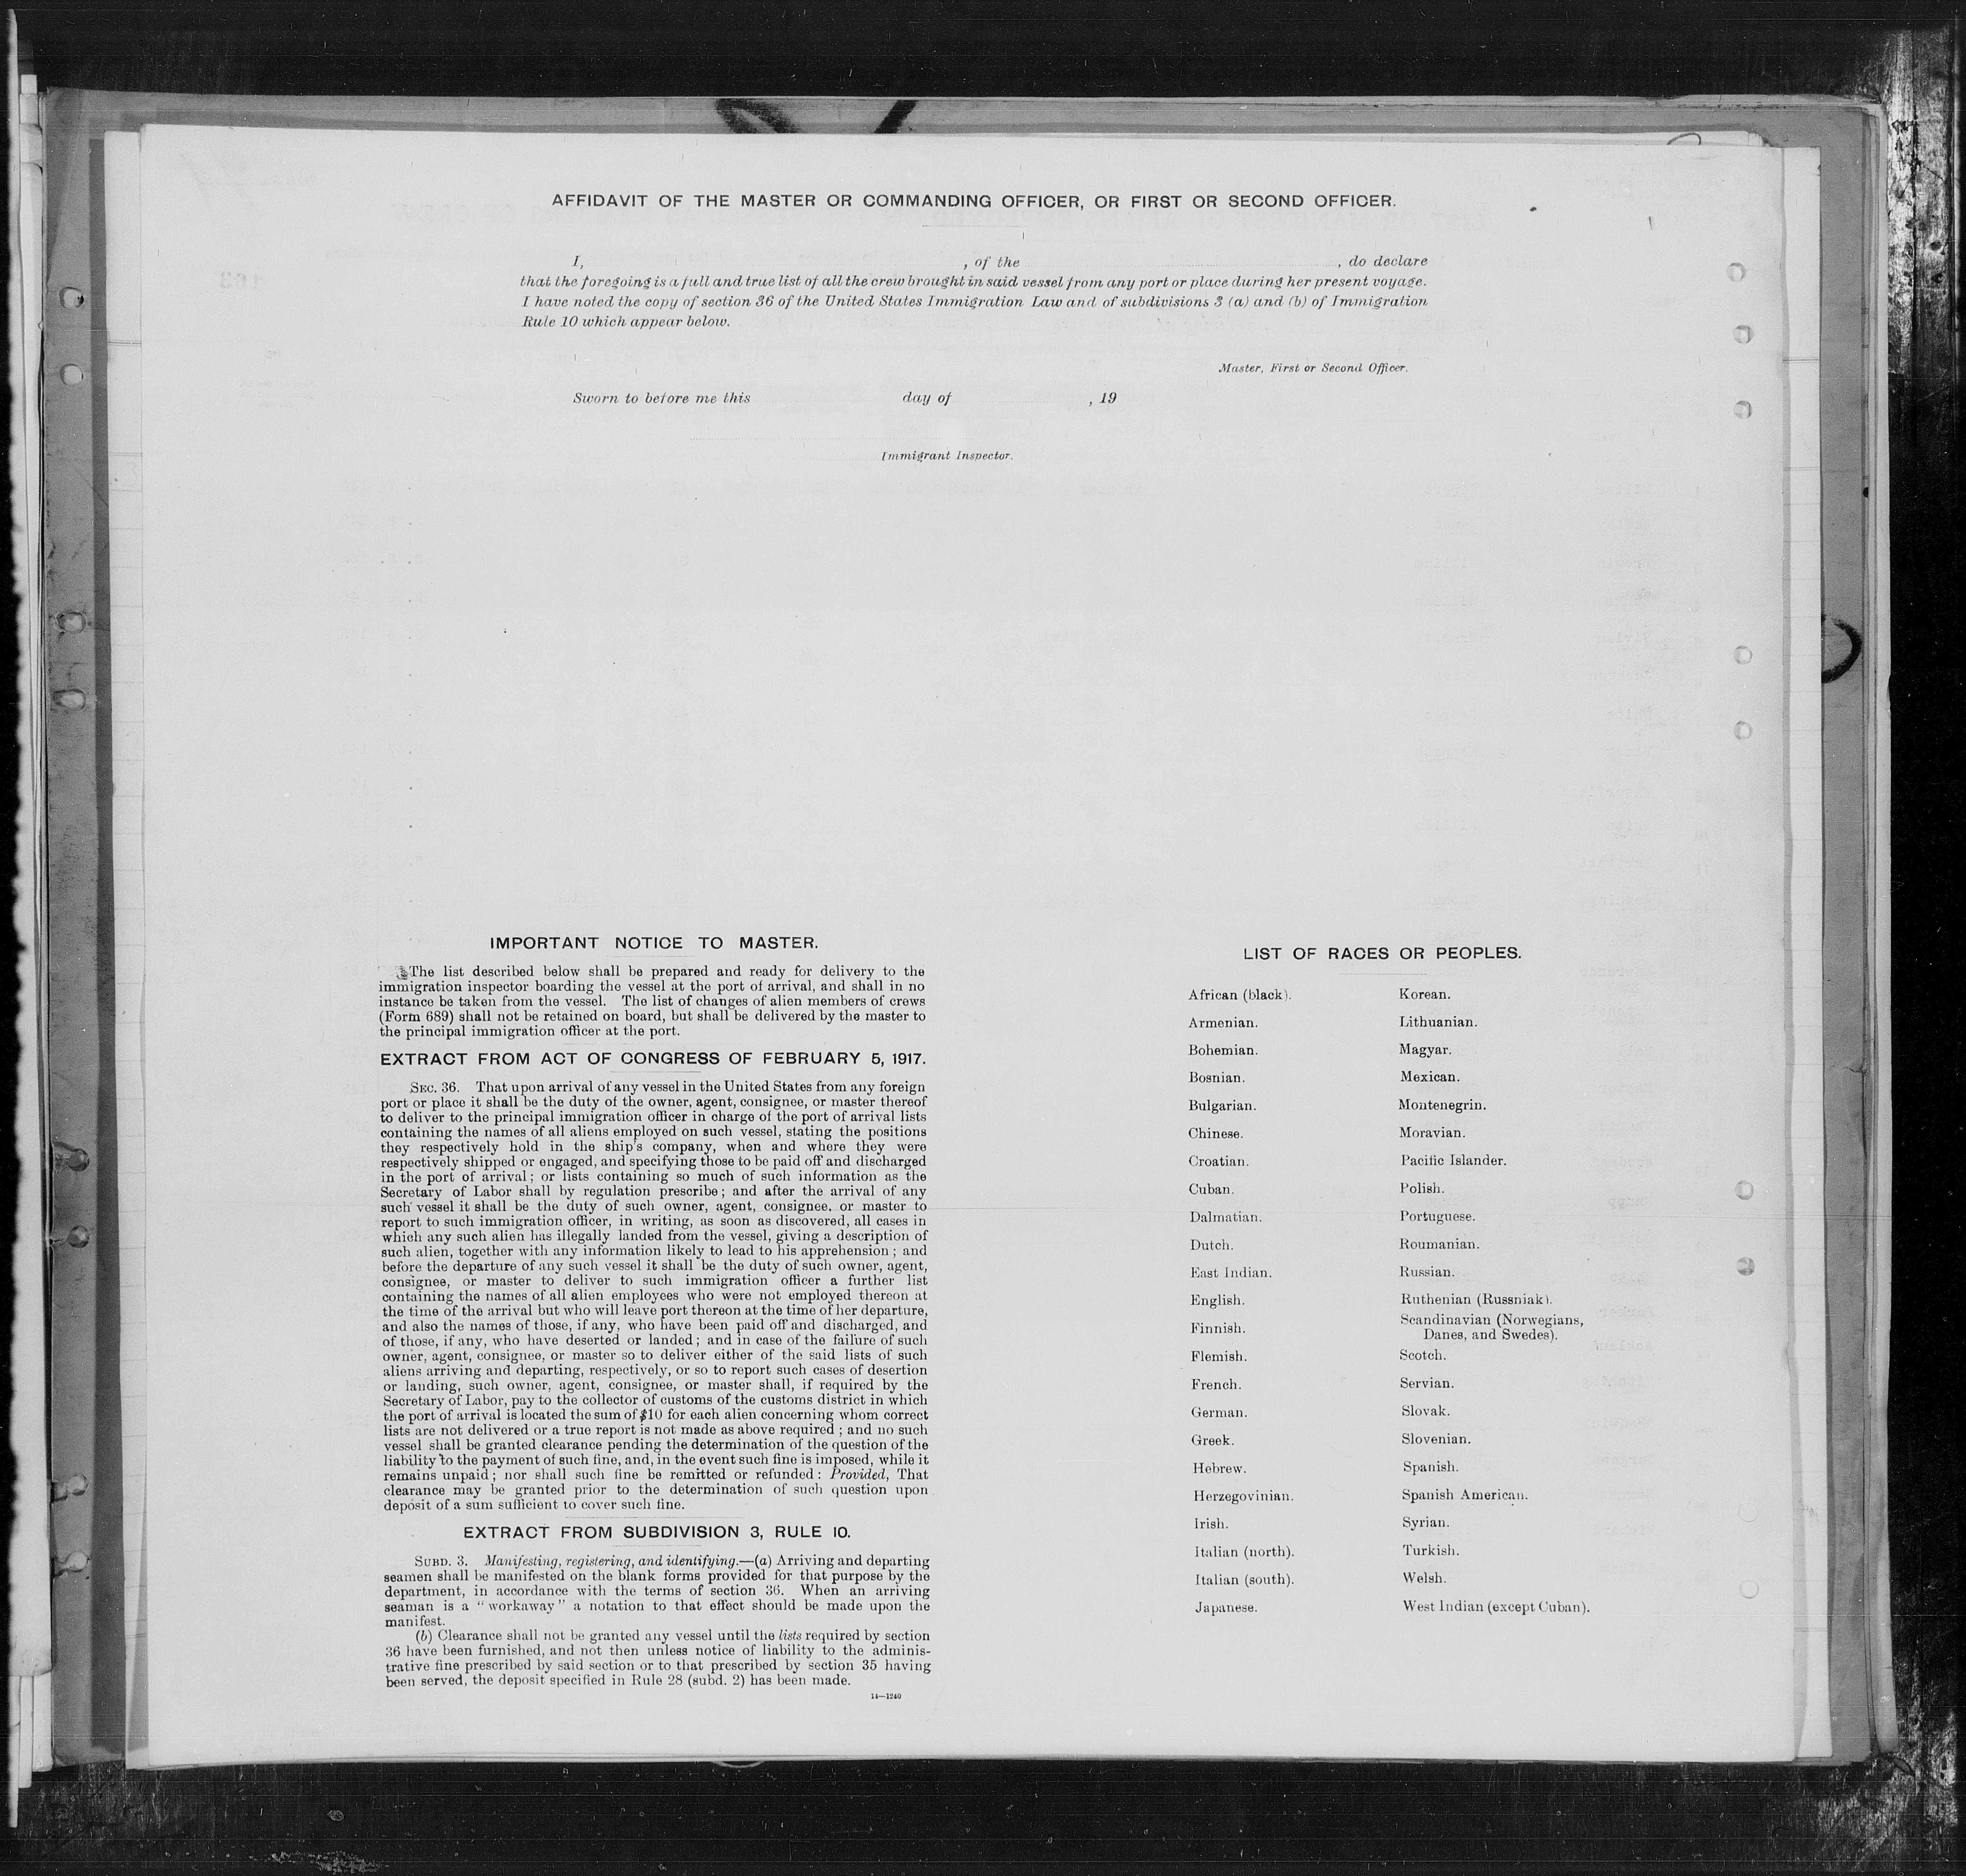 AFFIDAVIT OF THE MASTER OR COMMANDING OFFICER, OR FIRST OR SECOND OFFICER.
I, , of the , do declare
that the foregoing is a full and true list of all the crew brought in said vessel from any port or place during her present voyage.
I have noted the copy of section 36 of the United States Immigration Law and of subdivisions 3 (a) and (b) of Immigration
Rule 10 which appear below.
Master, First or Second Officer.
Sworn to before me this day of , 19
Immigrant Inspector.
IMPORTANT NOTICE TO MASTER.
The list described below shall be prepared and ready for delivery to the
immigration inspector boarding the vessel at the port of arrival, and shall in no
instance be taken from the vessel. The list of changes of alien members of crews
(Form 689) shall not be retained on board, but shall be delivered by the master to
the principal immigration officer at the port.
EXTRACT FROM ACT OF CONGRESS OF FEBRUARY 5, 1917.
SEC. 36. That upon arrival of any vessel in the United States from any foreign
port or place it shall be the duty of the owner, agent, consignee, or master thereof
to deliver to the principal immigration officer in charge of the port of arrival lists
containing the names of all aliens employed on such vessel, stating the positions
they respectively hold in the ship's company, when and where they were
respectively shipped or engaged, and specifying those to be paid off and discharged
in the port of arrival; or lists containing so much of such information as the
Secretary of Labor shall by regulation prescribe; and after the arrival of any
such vessel it shall be the duty of such owner, agent, consignee, or master to
report to such immigration officer, in writing, as soon as discovered, all cases in
which any such alien has illegally landed from the vessel, giving a description of
such alien, together with any information likely to lead to his apprehension; and
before the departure of any such vessel it shall be the duty of such owner, agent,
consignee, or master to deliver to such immigration officer a further list
containing the names of all alien employees who were not employed thereon at
the time of the arrival but who will leave port thereon at the time of her departure,
and also the names of those, if any, who have been paid off and discharged, and
of those, if any, who have deserted or landed; and in case of the failure of such
owner, agent, consignee, or master so to deliver either of the said lists of such
aliens arriving and departing, respectively, or so to report such cases of desertion
or landing, such owner, agent, consignee, or master shall, if required by the
Secretary of Labor, pay to the collector of customs of the customs district in which
the port of arrival is located the sum of $10 for each alien concerning whom correct
lists are not delivered or a true report is not made as above required; and no such
vessel shall be granted clearance pending the determination of the question of the
liability to the payment of such fine, and, in the event such fine is imposed, while it
remains unpaid; nor shall such fine be remitted or refunded: Provided, That
clearance may be granted prior to the determination of such question upon
deposit of a sum sufficient to cover such fine.
EXTRACT FROM SUBDIVISION 3, RULE 10.
SUBD. 3. Manifesting, registering, and identifying.—(a) Arriving and departing
seamen shall be manifested on the blank forms provided for that purpose by the
department, in accordance with the terms of section 36. When an arriving
seaman is a "workaway" a notation to that effect should be made upon the
manifest.
(b) Clearance shall not be granted any vessel until the lists required by section
36 have been furnished, and not then unless notice of liability to the adminis-
trative fine prescribed by said section or to that prescribed by section 35 having
been served, the deposit specified in Rule 28 (subd. 2) has been made.
14—1240
LIST OF RACES OR PEOPLES.
African (black).
Armenian.
Bohemian.
Bosnian.
Bulgarian.
Chinese.
Croatian.
Cuban.
Dalmatian.
Dutch.
East Indian.
English.
Finnish.
Flemish.
French.
German.
Greek.
Hebrew.
Herzegovinian.
Irish.
Italian (north).
Italian (south).
Japanese.
Korean.
Lithuanian.
Magyar.
Mexican.
Montenegrin.
Moravian.
Pacific Islander.
Polish.
Portuguese.
Roumanian.
Russian.
Ruthenian (Russniak).
Scandinavian (Norwegians,
Danes, and Swedes).
Scotch.
Servian.
Slovak.
Slovenian.
Spanish.
Spanish American.
Syrian.
Turkish.
Welsh.
West Indian (except Cuban).